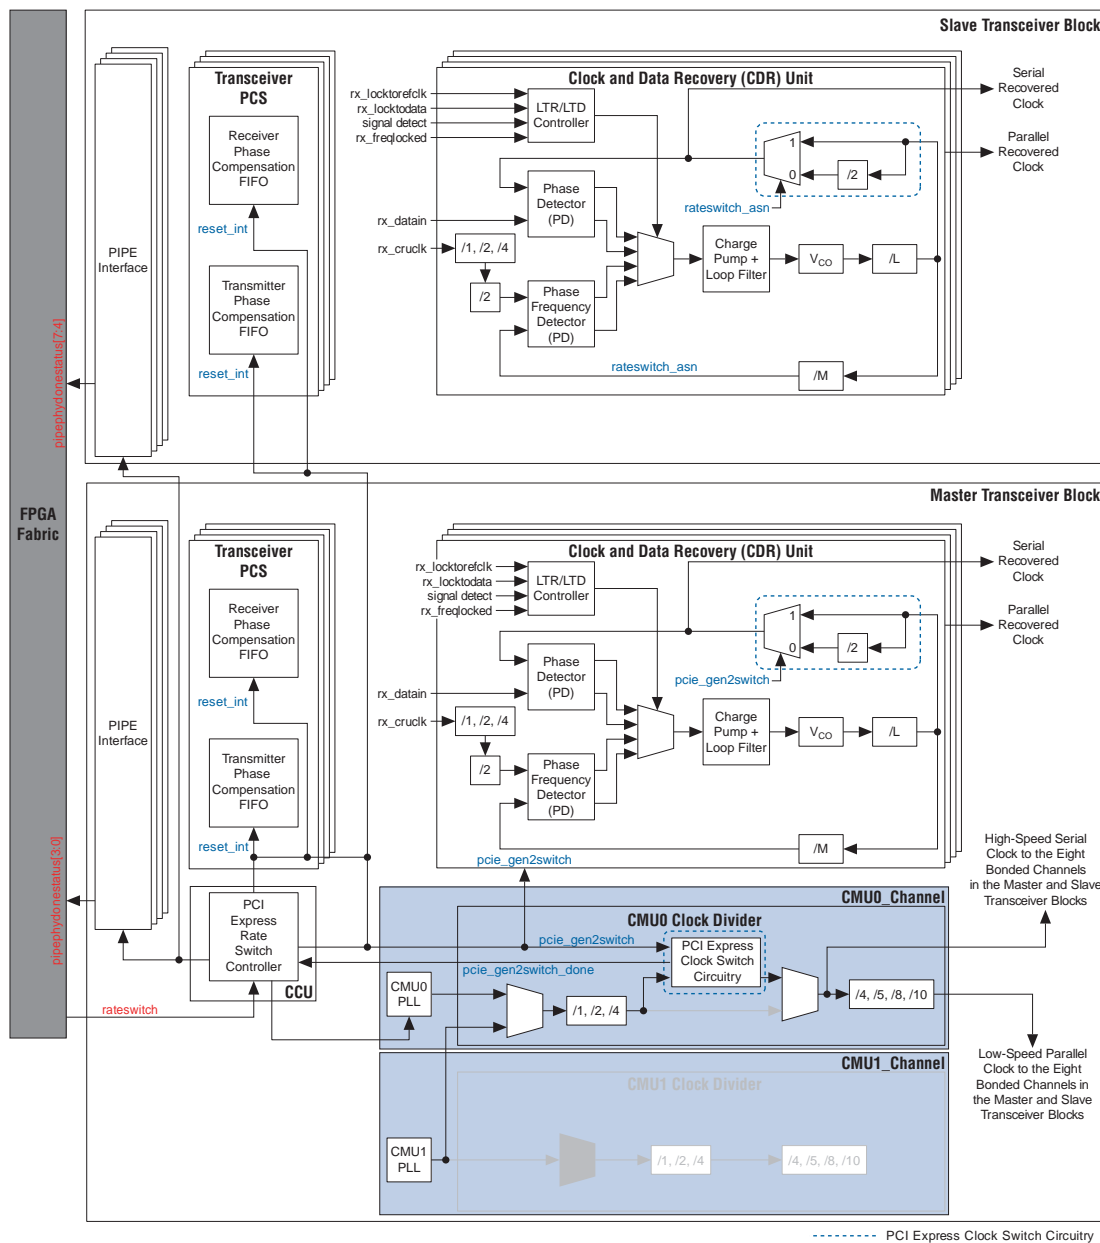 Slave Transceiver Block
Transceiver
PCS
Receiver
Phase
Compensation
FIFO
reset_int
PIPE
Interface
Transmitter
Phase
Compensation
FIFO
reset_int
pipephydonestatus[7:4]
Clock and Data Recovery (CDR) Unit
rx_locktorefclk
rx_locktodata
signal detect
rx_freqlocked
LTR/LTD
Controller
Serial
Recovered
Clock
Parallel
Recovered
Clock
1
0
/2
rateswitch_asn
Phase
Detector
(PD)
rx_datain
rx_cruclk
/1, /2, /4
/2
Phase
Frequency
Detector
(PD)
Charge
Pump +
Loop Filter
VCO
/L
rateswitch_asn
/M
FPGA
Fabric
Master Transceiver Block
Transceiver
PCS
Receiver
Phase
Compensation
FIFO
reset_int
PIPE
Interface
Transmitter
Phase
Compensation
FIFO
reset_int
pipephydonestatus[3:0]
Clock and Data Recovery (CDR) Unit
rx_locktorefclk
rx_locktodata
signal detect
rx_freqlocked
LTR/LTD
Controller
Serial
Recovered
Clock
Parallel
Recovered
Clock
1
0
/2
pcie_gen2switch
Phase
Detector
(PD)
rx_datain
rx_cruclk
/1, /2, /4
/2
Phase
Frequency
Detector
(PD)
Charge
Pump +
Loop Filter
VCO
/L
/M
pcie_gen2switch
High-Speed Serial
Clock to the Eight
Bonded Channels
in the Master and Slave
Transceiver Blocks
PCI
Express
Rate
Switch
Controller
CCU
rateswitch
CMU0_Channel
CMU0 Clock Divider
pcie_gen2switch
PCI Express
Clock Switch
Circuitry
pcie_gen2switch_done
CMU0
PLL
/1, /2, /4
/4, /5, /8, /10
Low-Speed Parallel
Clock to the Eight
Bonded Channels in
the Master and Slave
Transceiver Blocks
CMU1_Channel
CMU1 Clock Divider
CMU1
PLL
/1, /2, /4
/4, /5, /8, /10
PCI Express Clock Switch Circuitry